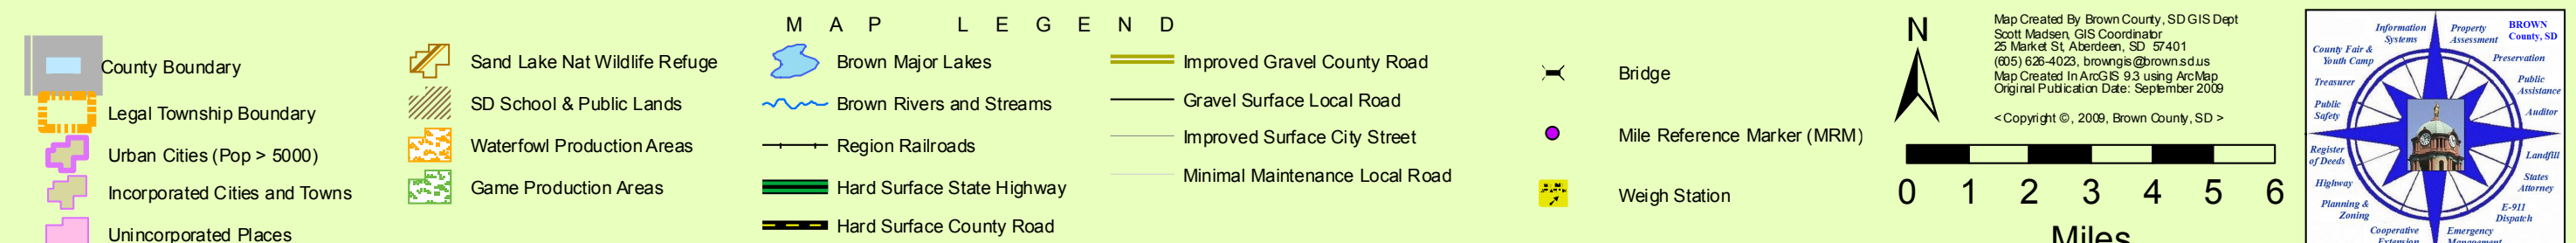 MAP LEGEND
County Boundary
Legal Township Boundary
Urban Cities (Pop > 5000)
Incorporated Cities and Towns
Unincorporated Places
Sand Lake Nat Wildlife Refuge
SD School & Public Lands
Waterfowl Production Areas
Game Production Areas
Brown Major Lakes
Brown Rivers and Streams
Region Railroads
Hard Surface State Highway
Hard Surface County Road
Improved Gravel County Road
Gravel Surface Local Road
Improved Surface City Street
Minimal Maintenance Local Road
Bridge
Mile Reference Marker (MRM)
Weigh Station
N
Map Created By Brown County, SD GIS Dept
Scott Madsen, GIS Coordinator
25 Market St, Aberdeen, SD 57401
(605) 626-4023, browngis@brown.sd.us
Map Created In ArcGIS 9.3 using ArcMap
Original Publication Date: September 2009
<Copyright ©, 2009, Brown County, SD >
0 1 2 3 4 5 6
Miles
BROWN
County, SD
Information
Systems
Property
Assessment
County Fair &
Youth Camp
Preservation
Treasurer
Public
Assistance
Public
Safety
Auditor
Register
of Deeds
Landfill
Highway
States
Attorney
Planning &
Zoning
E-911
Dispatch
Cooperative
Extension
Emergency
Management